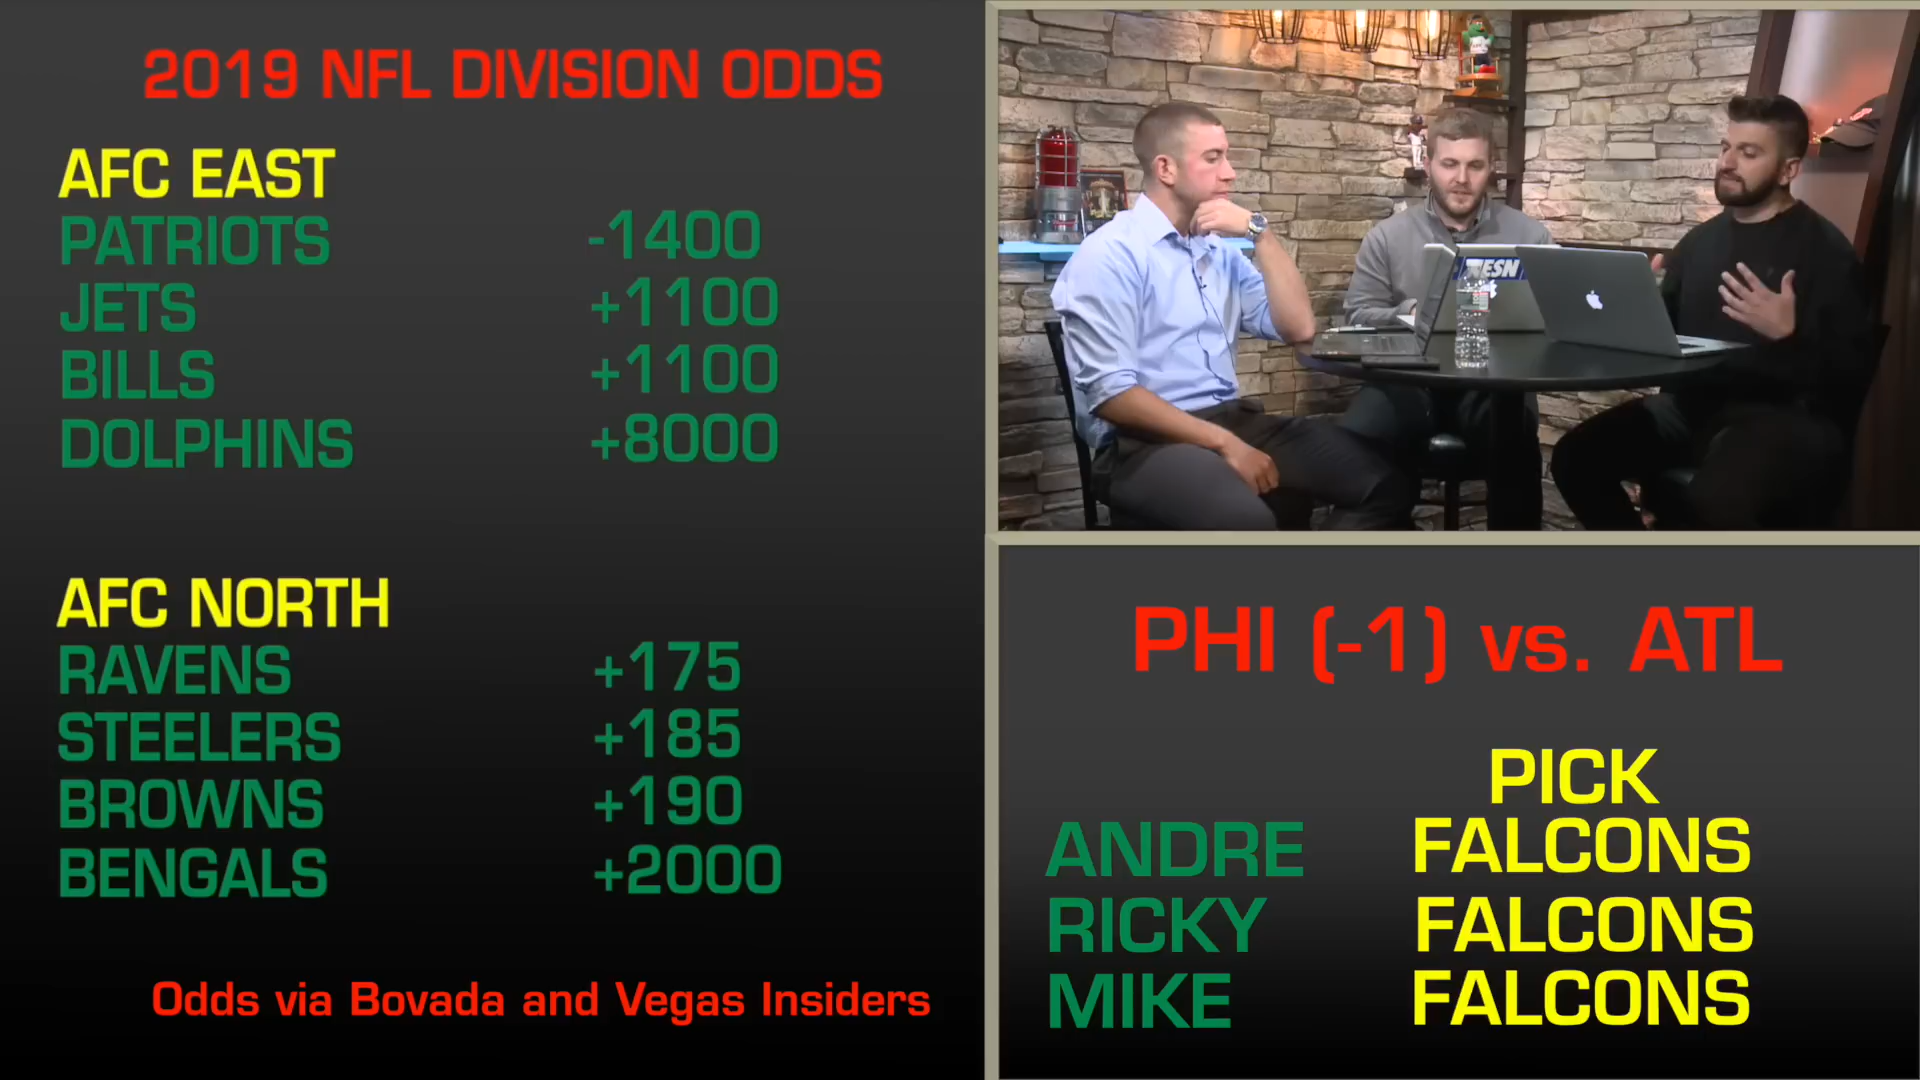 2019 NFL DIVISION ODDS
AFC EAST
PATRIOTS -1400
JETS +1100
BILLS +1100
DOLPHINS +8000
AFC NORTH
RAVENS +175
STEELERS +185
BROWNS +190
BENGALS +2000
Odds via Bovada and Vegas Insiders
NESN
PHI (-1) vs. ATL
PICK
ANDRE FALCONS
RICKY FALCONS
MIKE FALCONS